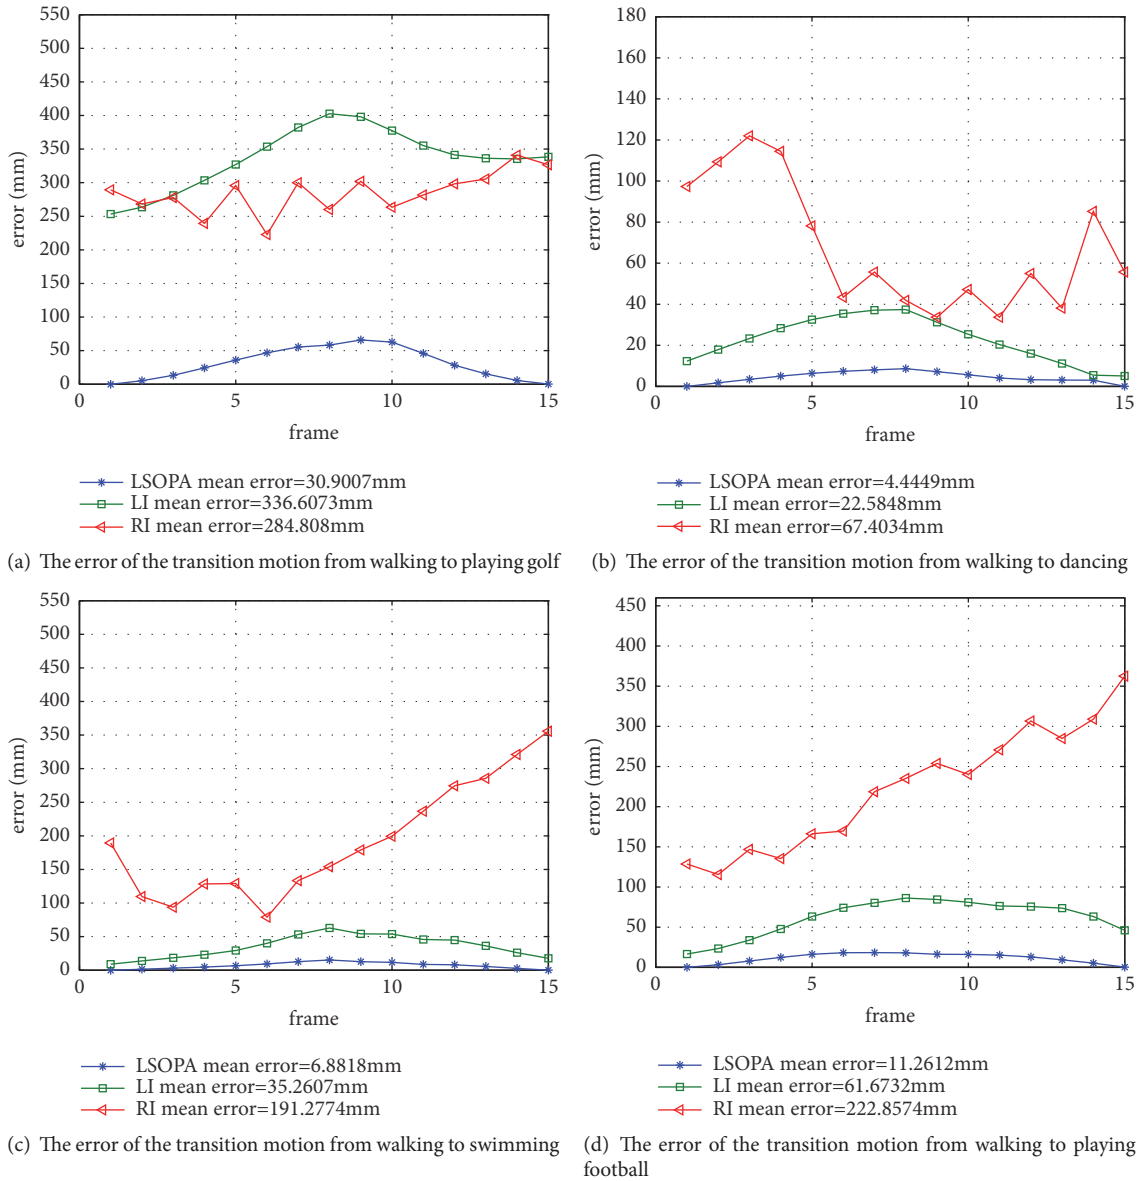 550
500
450
400
350
300
250
200
150
100
50
0
error (mm)
0 5 10 15
frame
LSOPA mean error=30.9007mm
LI mean error=336.6073mm
RI mean error=284.808mm
(a) The error of the transition motion from walking to playing golf
180
160
140
120
100
80
60
40
20
0
error (mm)
0 5 10 15
frame
LSOPA mean error=4.4449mm
LI mean error=22.5848mm
RI mean error=67.4034mm
(b) The error of the transition motion from walking to dancing
550
500
450
400
350
300
250
200
150
100
50
0
error (mm)
0 5 10 15
frame
LSOPA mean error=6.8818mm
LI mean error=35.2607mm
RI mean error=191.2774mm
(c) The error of the transition motion from walking to swimming
450
400
350
300
250
200
150
100
50
0
error (mm)
0 5 10 15
frame
LSOPA mean error=11.2612mm
LI mean error=61.6732mm
RI mean error=222.8574mm
(d) The error of the transition motion from walking to playing
football